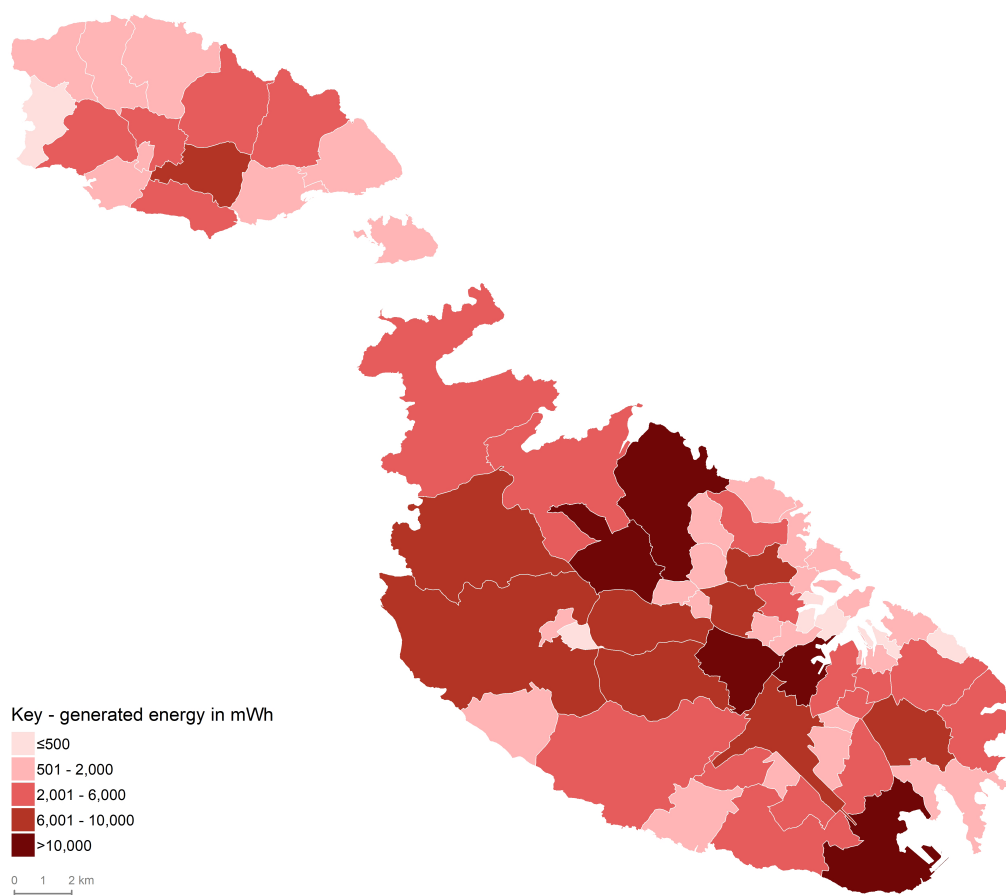 Key - generated energy in mWh
≤500
501 - 2,000
2,001 - 6,000
6,001 - 10,000
>10,000
0 1 2 km